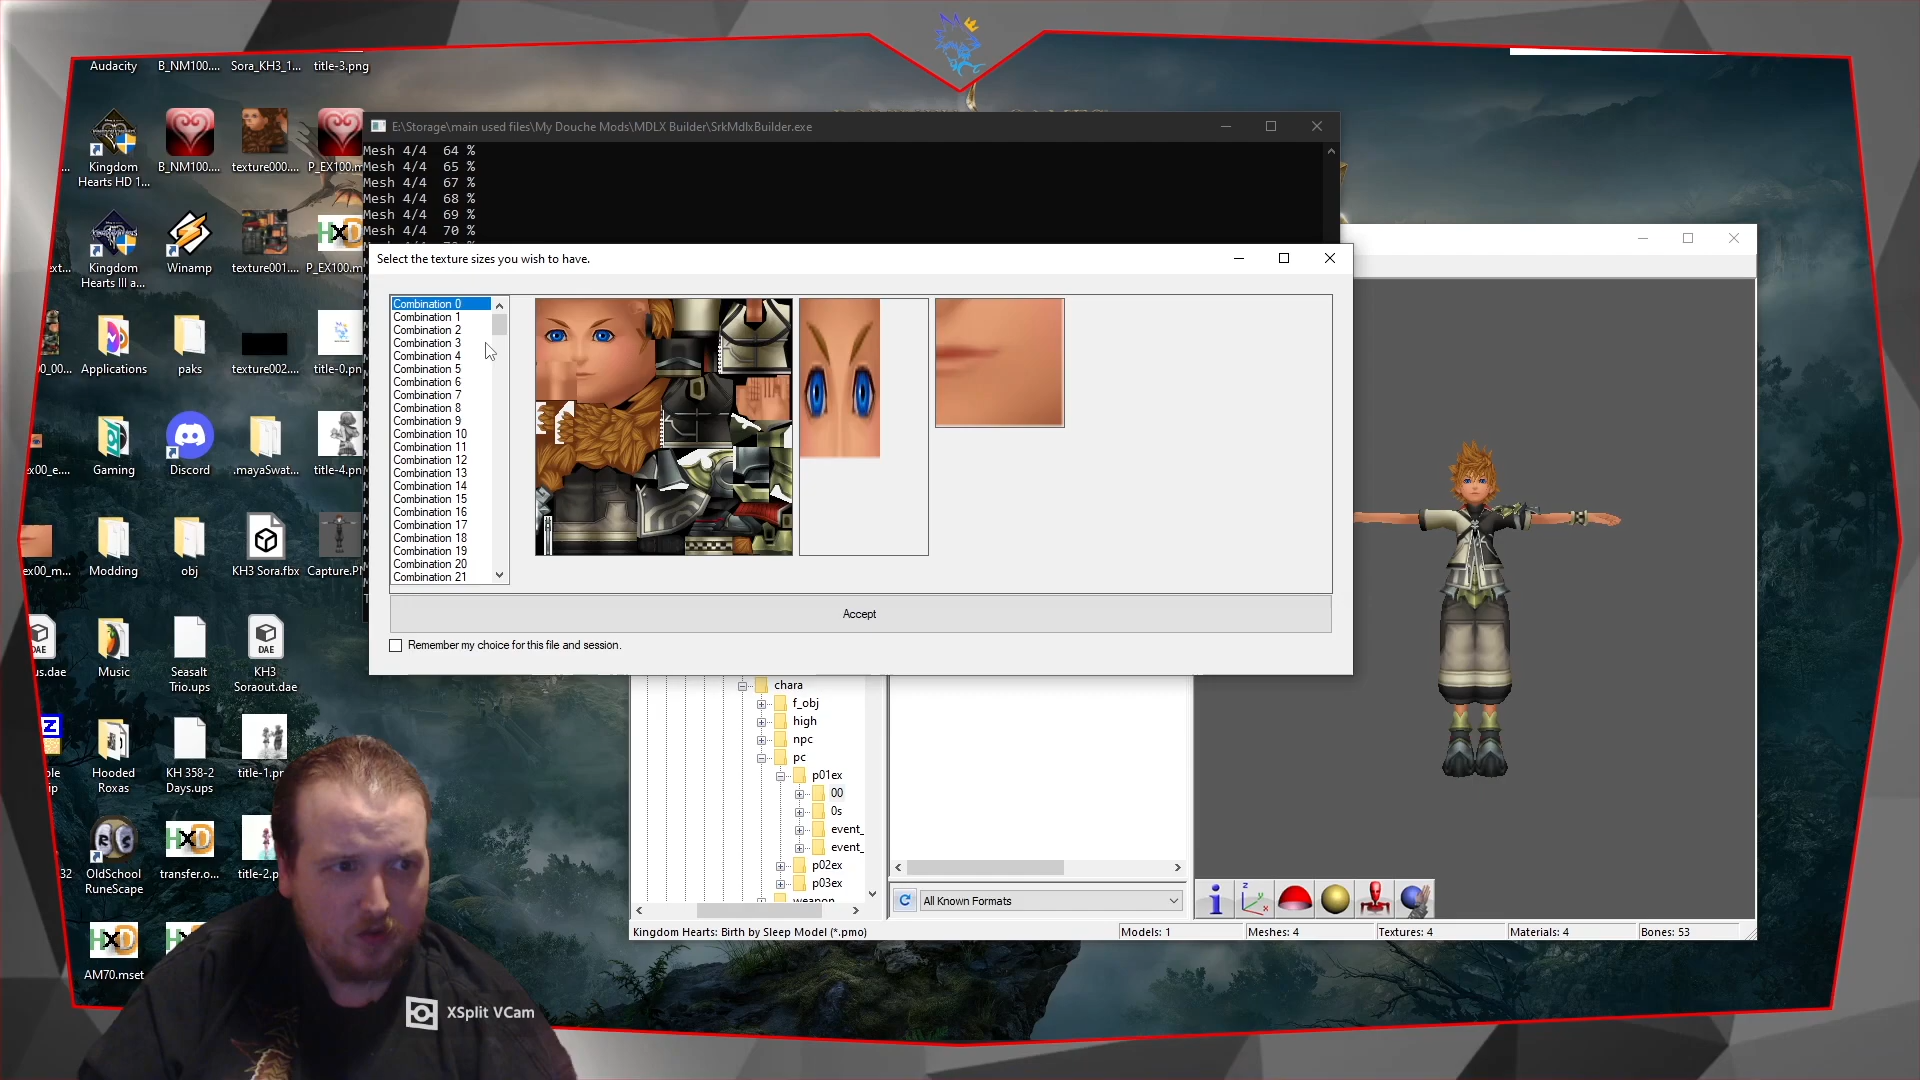 Audacity
B_NM100....
Sora_KH3_1...
title-3.png
E:\Storage\main used files\My Douche Mods\MDLX Builder\SrkMdlxBuilder.exe
Mesh 4/4  64 %
Mesh 4/4  65 %
Mesh 4/4  67 %
Mesh 4/4  68 %
Mesh 4/4  69 %
Mesh 4/4  70 %
Kingdom
Hearts HD 1...
B_NM100....
texture000....
P_EX100.m
Kingdom
Hearts III a...
Winamp
texture001....
P_EX100.m
Select the texture sizes you wish to have.
Combination 0
Combination 1
Combination 2
Combination 3
Combination 4
Combination 5
Combination 6
Combination 7
Combination 8
Combination 9
Combination 10
Combination 11
Combination 12
Combination 13
Combination 14
Combination 15
Combination 16
Combination 17
Combination 18
Combination 19
Combination 20
Combination 21
Accept
Remember my choice for this file and session.
Applications
paks
texture002....
title-0.pn
Gaming
Discord
.mayaSwat...
title-4.pn
Modding
obj
KH3 Sora.fbx
Capture.PN
DAE
us.dae
Music
Seasalt
Trio.ups
DAE
KH3
Soraout.dae
Z
Hooded
Roxas
KH 358-2
Days.ups
title-1.pr
32
OldSchool
RuneScape
HxD
transfer.o...
title-2.p
HxD
AM70.mset
chara
f_obj
high
npc
pc
p01ex
00
0s
event_
event_
p02ex
p03ex
weapon
All Known Formats
Kingdom Hearts: Birth by Sleep Model (*.pmo)
Models: 1
Meshes: 4
Textures: 4
Materials: 4
Bones: 53
XSplit VCam